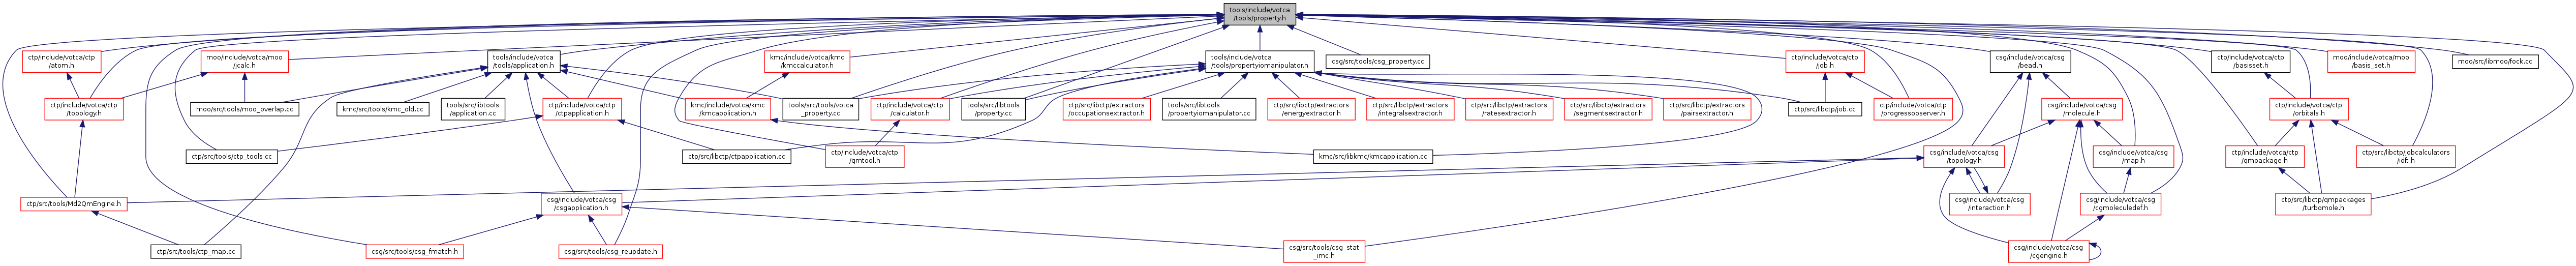 tools/include/votca
/tools/property.h
ctp/include/votca/ctp
/atom.h
moo/include/votca/moo
/jcalc.h
tools/include/votca
/tools/application.h
kmc/include/votca/kmc
/kmccalculator.h
tools/include/votca
/tools/propertyiomanipulator.h
csg/src/tools/csg_property.cc
ctp/include/votca/ctp
/job.h
csg/include/votca/csg
/bead.h
ctp/include/votca/ctp
/basisset.h
moo/include/votca/moo
/basis_set.h
moo/src/libmoo/fock.cc
ctp/include/votca/ctp
/topology.h
moo/src/tools/moo_overlap.cc
kmc/src/tools/kmc_old.cc
tools/src/libtools
/application.cc
ctp/include/votca/ctp
/ctpapplication.h
kmc/include/votca/kmc
/kmcapplication.h
tools/src/tools/votca
_property.cc
ctp/include/votca/ctp
/calculator.h
tools/src/libtools
/property.cc
ctp/src/libctp/extractors
/occupationsextractor.h
tools/src/libtools
/propertyiomanipulator.cc
ctp/src/libctp/extractors
/energyextractor.h
ctp/src/libctp/extractors
/integralsextractor.h
ctp/src/libctp/extractors
/ratesextractor.h
ctp/src/libctp/extractors
/segmentsextractor.h
ctp/src/libctp/extractors
/pairsextractor.h
ctp/src/libctp/job.cc
ctp/include/votca/ctp
/progressobserver.h
csg/include/votca/csg
/molecule.h
ctp/include/votca/ctp
/orbitals.h
ctp/src/tools/ctp_tools.cc
ctp/src/libctp/ctpapplication.cc
ctp/include/votca/ctp
/qmtool.h
kmc/src/libkmc/kmcapplication.cc
csg/include/votca/csg
/topology.h
csg/include/votca/csg
/map.h
ctp/include/votca/ctp
/qmpackage.h
ctp/src/libctp/jobcalculators
/idft.h
ctp/src/tools/Md2QmEngine.h
csg/include/votca/csg
/csgapplication.h
csg/include/votca/csg
/interaction.h
csg/include/votca/csg
/cgmoleculedef.h
ctp/src/libctp/qmpackages
/turbomole.h
ctp/src/tools/ctp_map.cc
csg/src/tools/csg_fmatch.h
csg/src/tools/csg_reupdate.h
csg/src/tools/csg_stat
_imc.h
csg/include/votca/csg
/cgengine.h